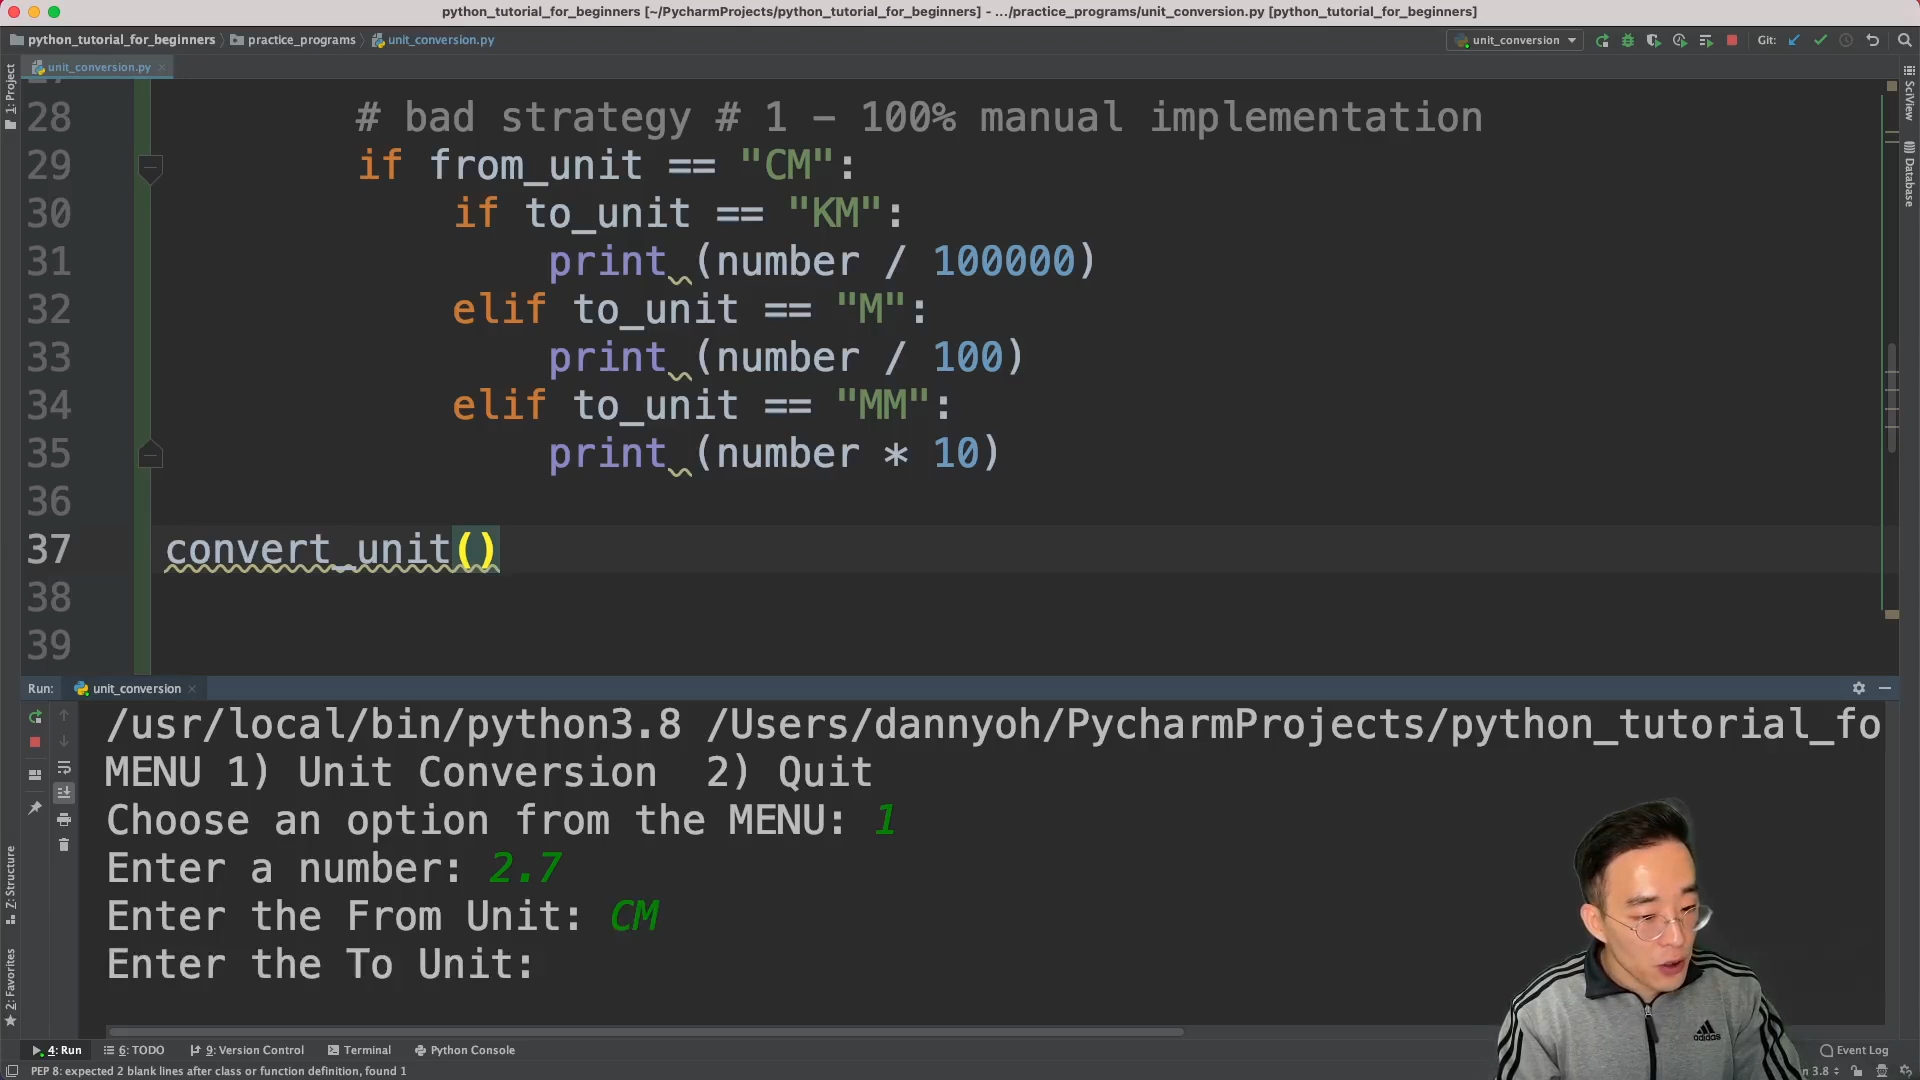 python_tutorial_for_beginners [~/PycharmProjects/python_tutorial_for_beginners] - .../practice_programs/unit_conversion.py [python_tutorial_for_beginners]
python_tutorial_for_beginners practice_programs unit_conversion.py
unit_conversion Git:
unit_conversion.py
1: Project
SciView
Database
28 # bad strategy # 1 - 100% manual implementation
29 if from_unit == "CM":
30 if to_unit == "KM":
31 print (number / 100000)
32 elif to_unit == "M":
33 print (number / 100)
34 elif to_unit == "MM":
35 print (number * 10)
36
37 convert_unit()
38
39
Run: unit_conversion
/usr/local/bin/python3.8 /Users/dannyoh/PycharmProjects/python_tutorial_fo
MENU 1) Unit Conversion  2) Quit
Choose an option from the MENU: 1
Enter a number: 2.7
Enter the From Unit: CM
Enter the To Unit:
Z: Structure
2: Favorites
adidas
4: Run 6: TODO 9: Version Control Terminal Python Console Event Log
PEP 8: expected 2 blank lines after class or function definition, found 1 n 3.8